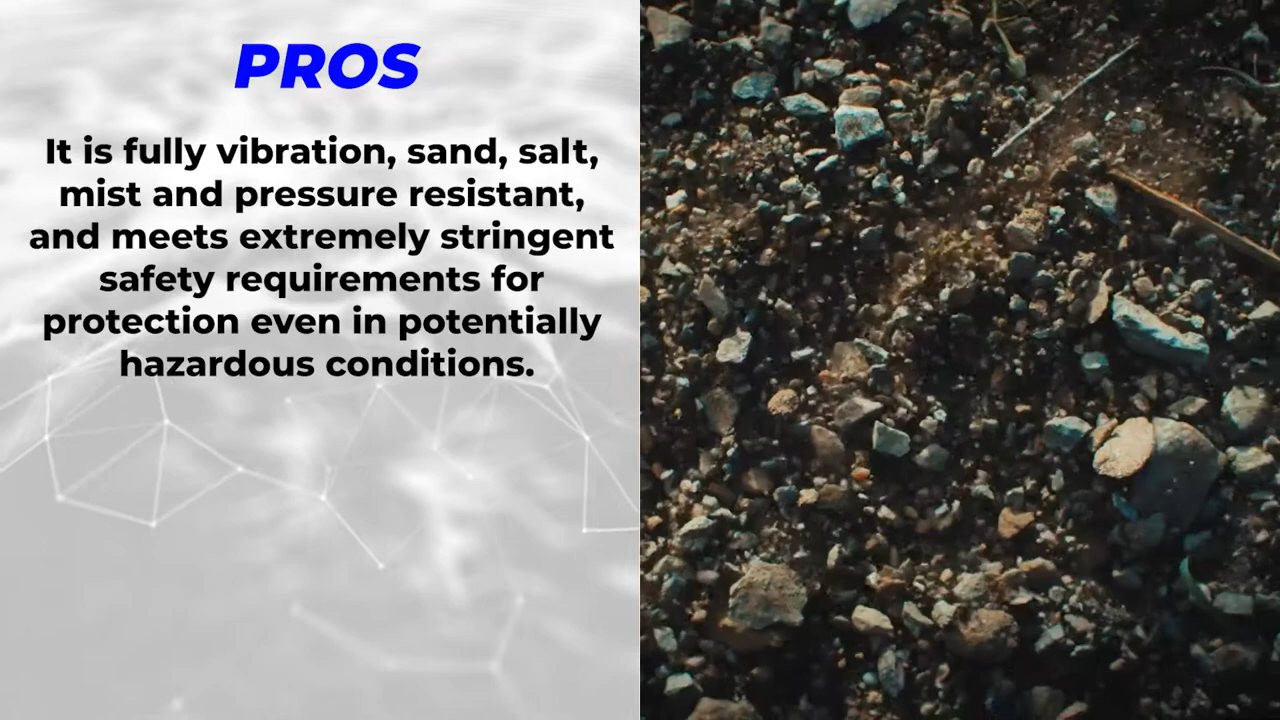 PROS
It is fully vibration, sand, salt,
mist and pressure resistant,
and meets extremely stringent
safety requirements for
protection even in potentially
hazardous conditions.